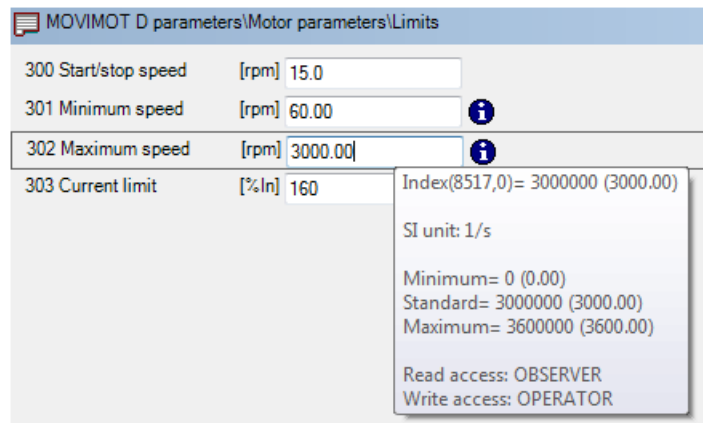 MOVIMOT D parameters\Motor parameters\Limits
300 Start/stop speed [rpm] 15.0
301 Minimum speed [rpm] 60.00
302 Maximum speed [rpm] 3000.00
303 Current limit [%In] 160
Index(8517,0)= 3000000 (3000.00)
SI unit: 1/s
Minimum= 0 (0.00)
Standard= 3000000 (3000.00)
Maximum= 3600000 (3600.00)
Read access: OBSERVER
Write access: OPERATOR